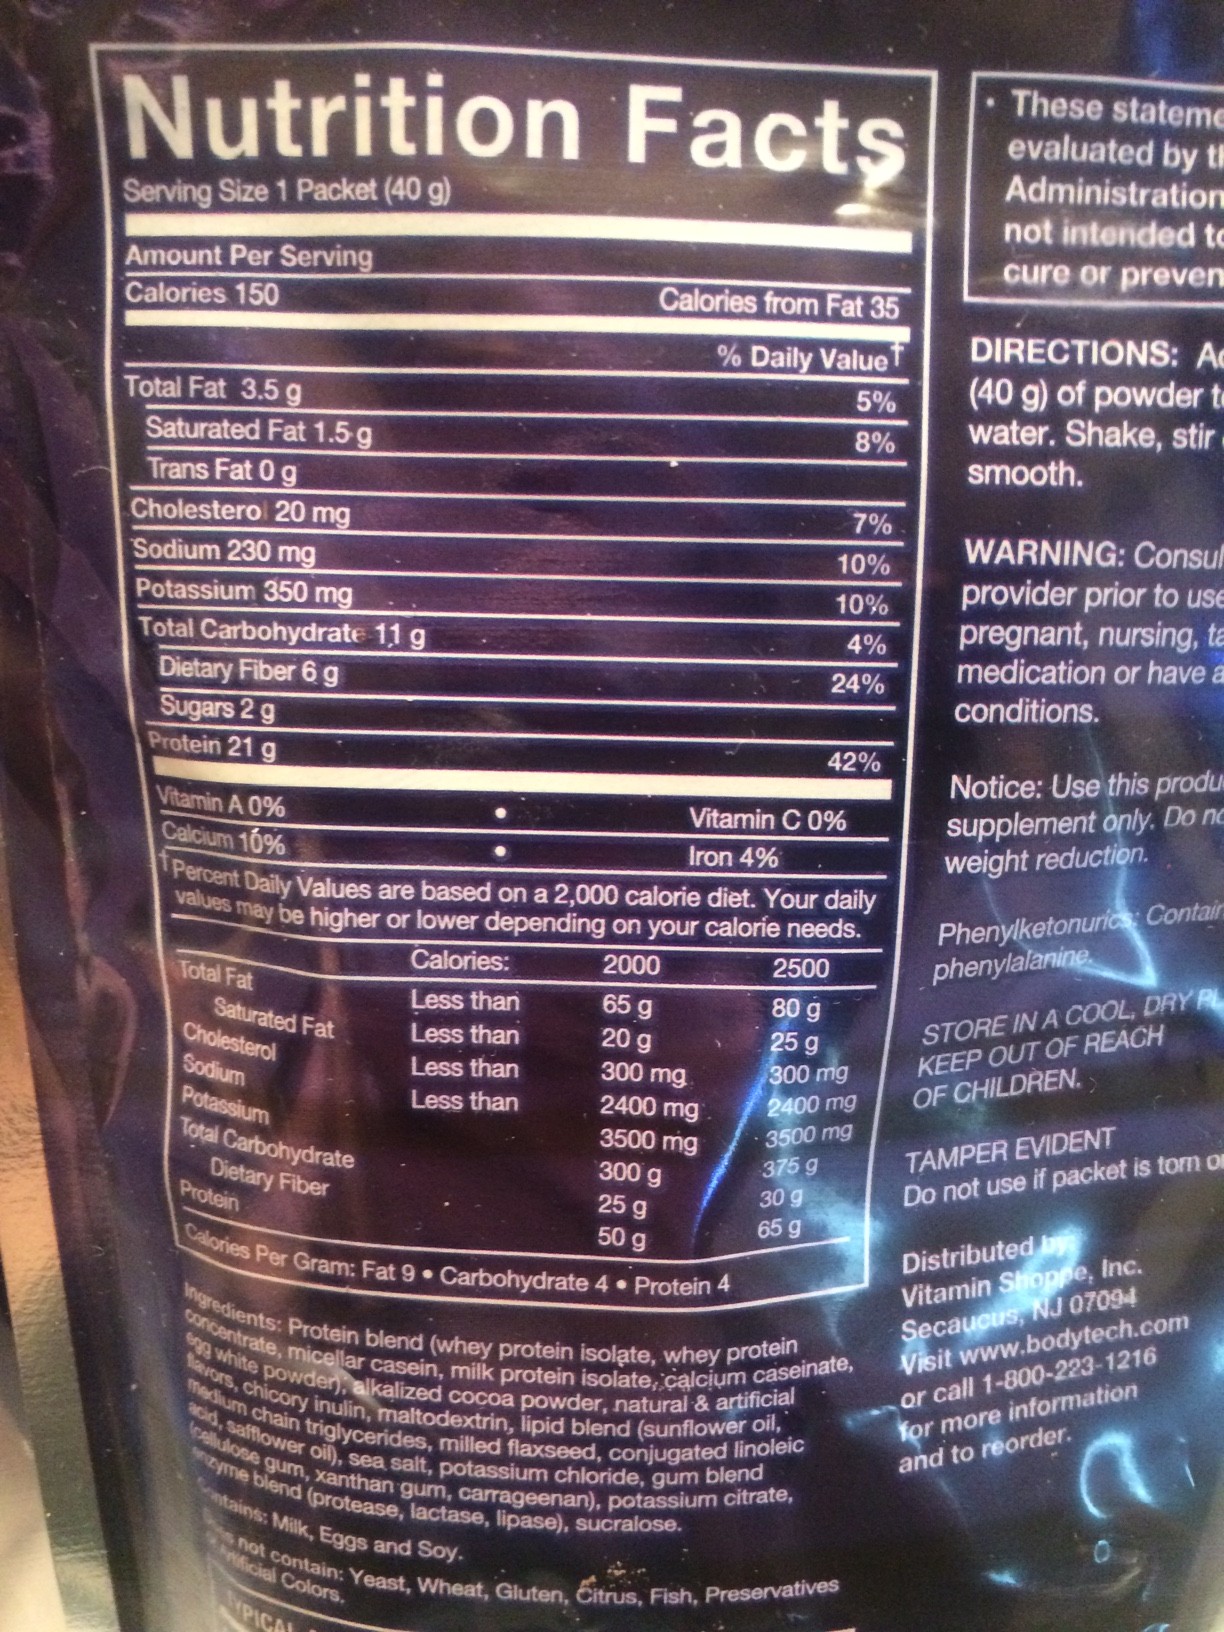 Nutrition Facts
Serving Size 1 Packet (40 g)
Amount Per Serving
Calories 150 Calories from Fat 35
% Daily Value†
Total Fat 3.5 g 5%
Saturated Fat 1.5 g 8%
Trans Fat 0 g
Cholesterol 20 mg 7%
Sodium 230 mg 10%
Potassium 350 mg 10%
Total Carbohydrate 11 g 4%
Dietary Fiber 6 g 24%
Sugars 2 g
Protein 21 g 42%
Vitamin A 0% • Vitamin C 0%
Calcium 10% • Iron 4%
†Percent Daily Values are based on a 2,000 calorie diet. Your daily
values may be higher or lower depending on your calorie needs.
Calories: 2000 2500
Total Fat Less than 65 g 80 g
Saturated Fat Less than 20 g 25 g
Cholesterol Less than 300 mg 300 mg
Sodium Less than 2400 mg 2400 mg
Potassium 3500 mg 3500 mg
Total Carbohydrate 300 g 375 g
Dietary Fiber 25 g 30 g
Protein 50 g 65 g
Calories Per Gram: Fat 9 • Carbohydrate 4 • Protein 4
Ingredients: Protein blend (whey protein isolate, whey protein
concentrate, micellar casein, milk protein isolate, calcium caseinate,
egg white powder), alkalized cocoa powder, natural & artificial
flavors, chicory inulin, maltodextrin, lipid blend (sunflower oil,
medium chain triglycerides, milled flaxseed, conjugated linoleic
acid, safflower oil), sea salt, potassium chloride, gum blend
(cellulose gum, xanthan gum, carrageenan), potassium citrate,
enzyme blend (protease, lactase, lipase), sucralose.
Contains: Milk, Eggs and Soy.
not contain: Yeast, Wheat, Gluten, Citrus, Fish, Preservatives
Artificial Colors.
TYPICAL
• These stateme
evaluated by th
Administration
not intended to
cure or preven
DIRECTIONS: Ad
(40 g) of powder to
water. Shake, stir
smooth.
WARNING: Consul
provider prior to use
pregnant, nursing, ta
medication or have a
conditions.
Notice: Use this produ
supplement only. Do no
weight reduction.
Phenylketonurics: Contain
phenylalanine.
STORE IN A COOL, DRY PL
KEEP OUT OF REACH
OF CHILDREN.
TAMPER EVIDENT
Do not use if packet is torn or
Distributed by
Vitamin Shoppe, Inc.
Secaucus, NJ 07094
Visit www.bodytech.com
or call 1-800-223-1216
for more information
and to reorder.